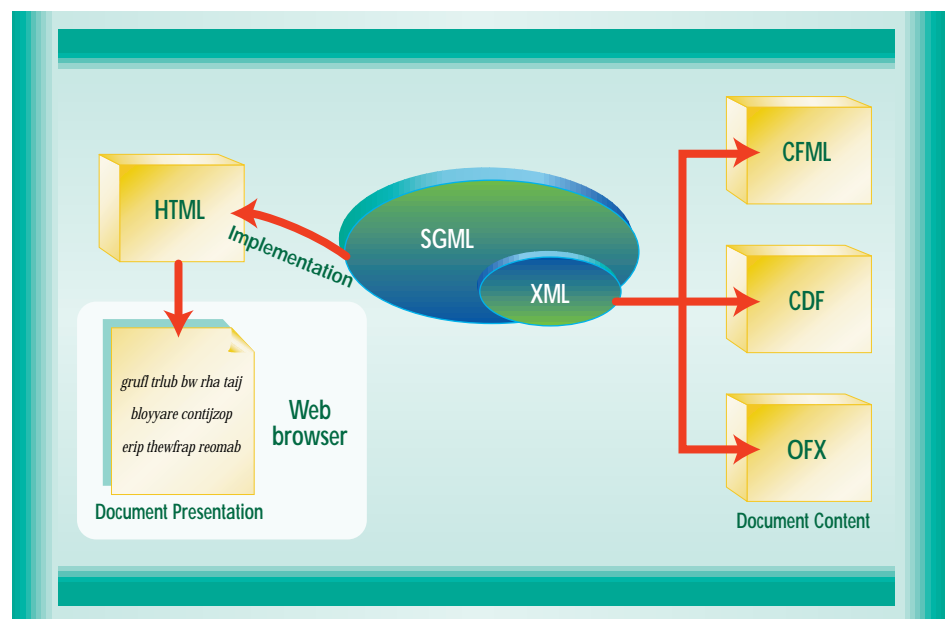 HTML
Implementation
grufl trlub bw rha taij
bloyyare contijzop
erip thewfrap reomab
Web
browser
Document Presentation
SGML
XML
CFML
CDF
OFX
Document Content